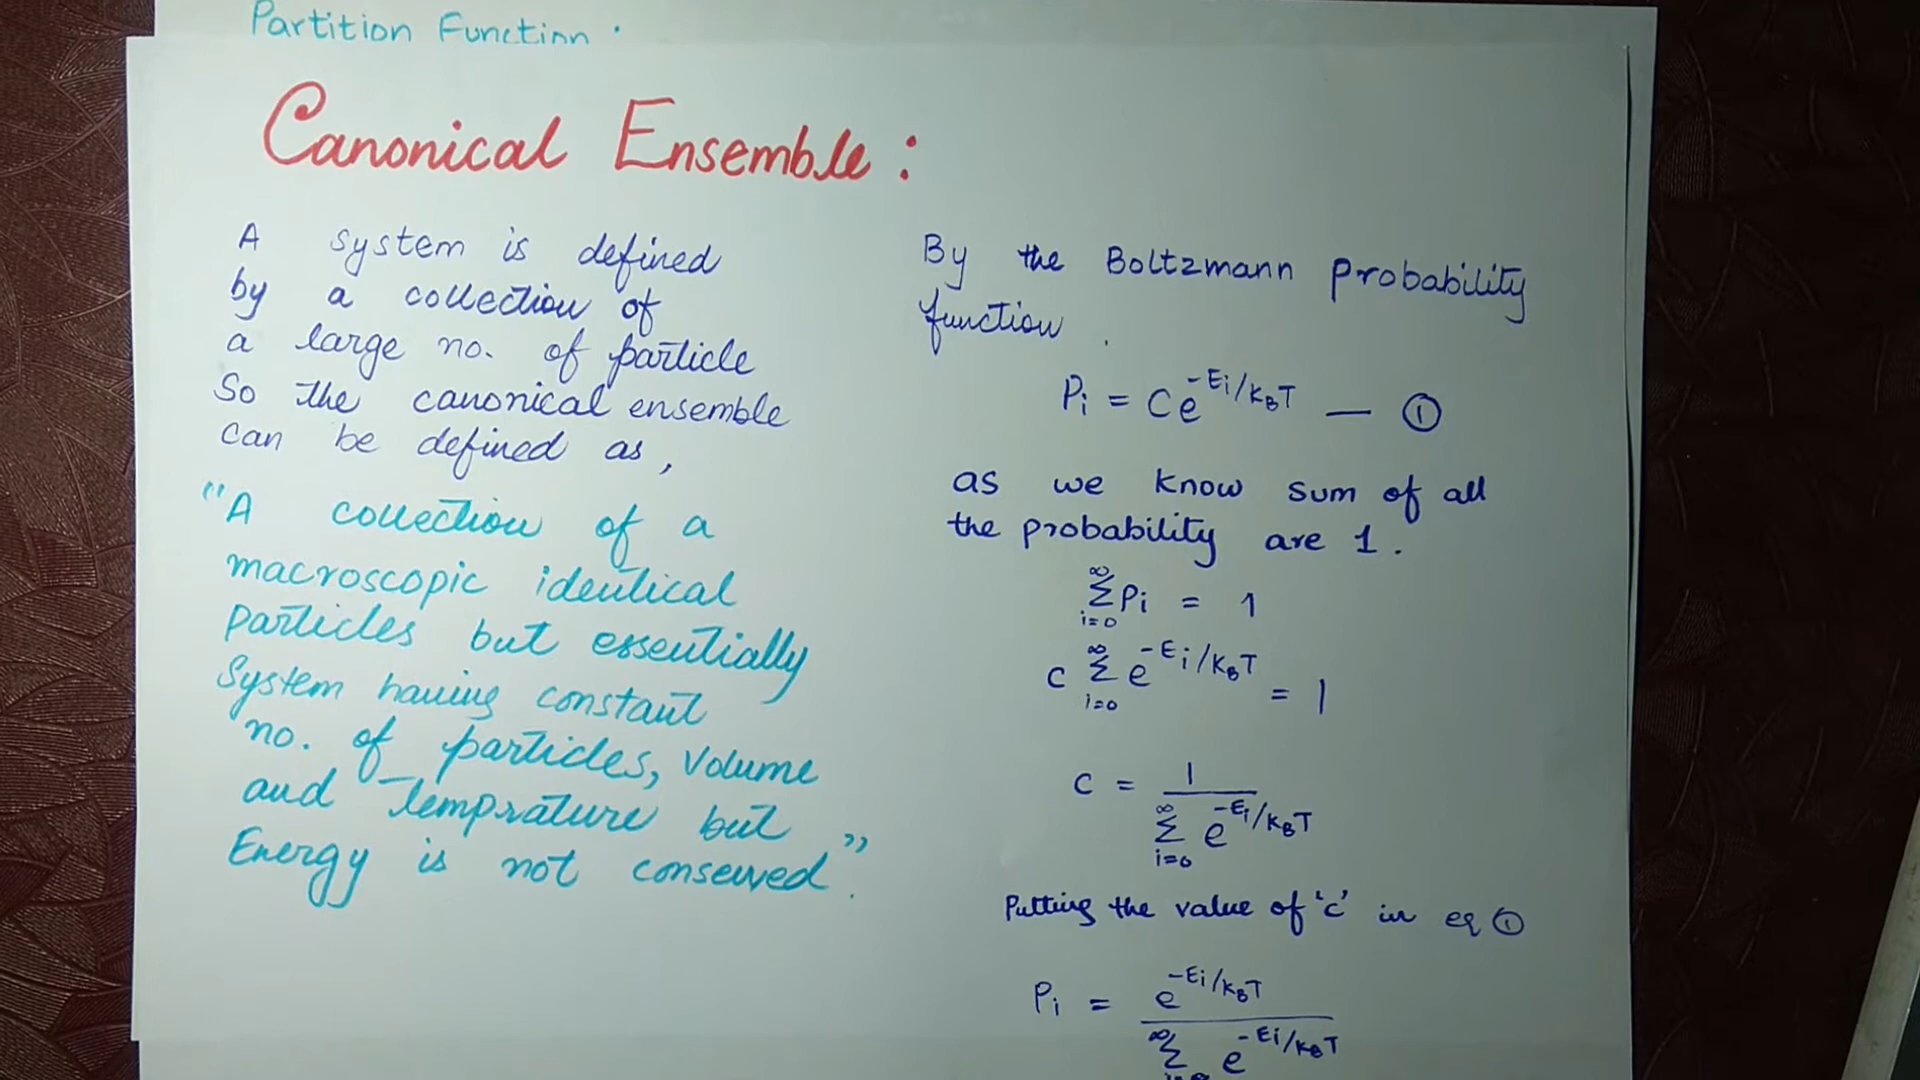 Partition Function :
Canonical Ensemble :
A system is defined
by a collection of
a large no. of particle
So the canonical ensemble
can be defined as,
"A collection of a
macroscopic identical
particles but essentially
System having constant
no. of particles, Volume
and Temprature but
Energy is not conserved".
By the Boltzmann probability
function
Pi = Ce^{-Ei/KBT} — ①
as we know sum of all
the probability are 1.
∞∑i=0 Pi = 1
c ∞∑i=0 e^{-Ei/KBT} = 1
c = 1 / ∞∑i=0 e^{-Ei/KBT}
Putting the value of 'c' in eq ①
Pi = e^{-Ei/KBT} / ∞∑i=0 e^{-Ei/KBT}